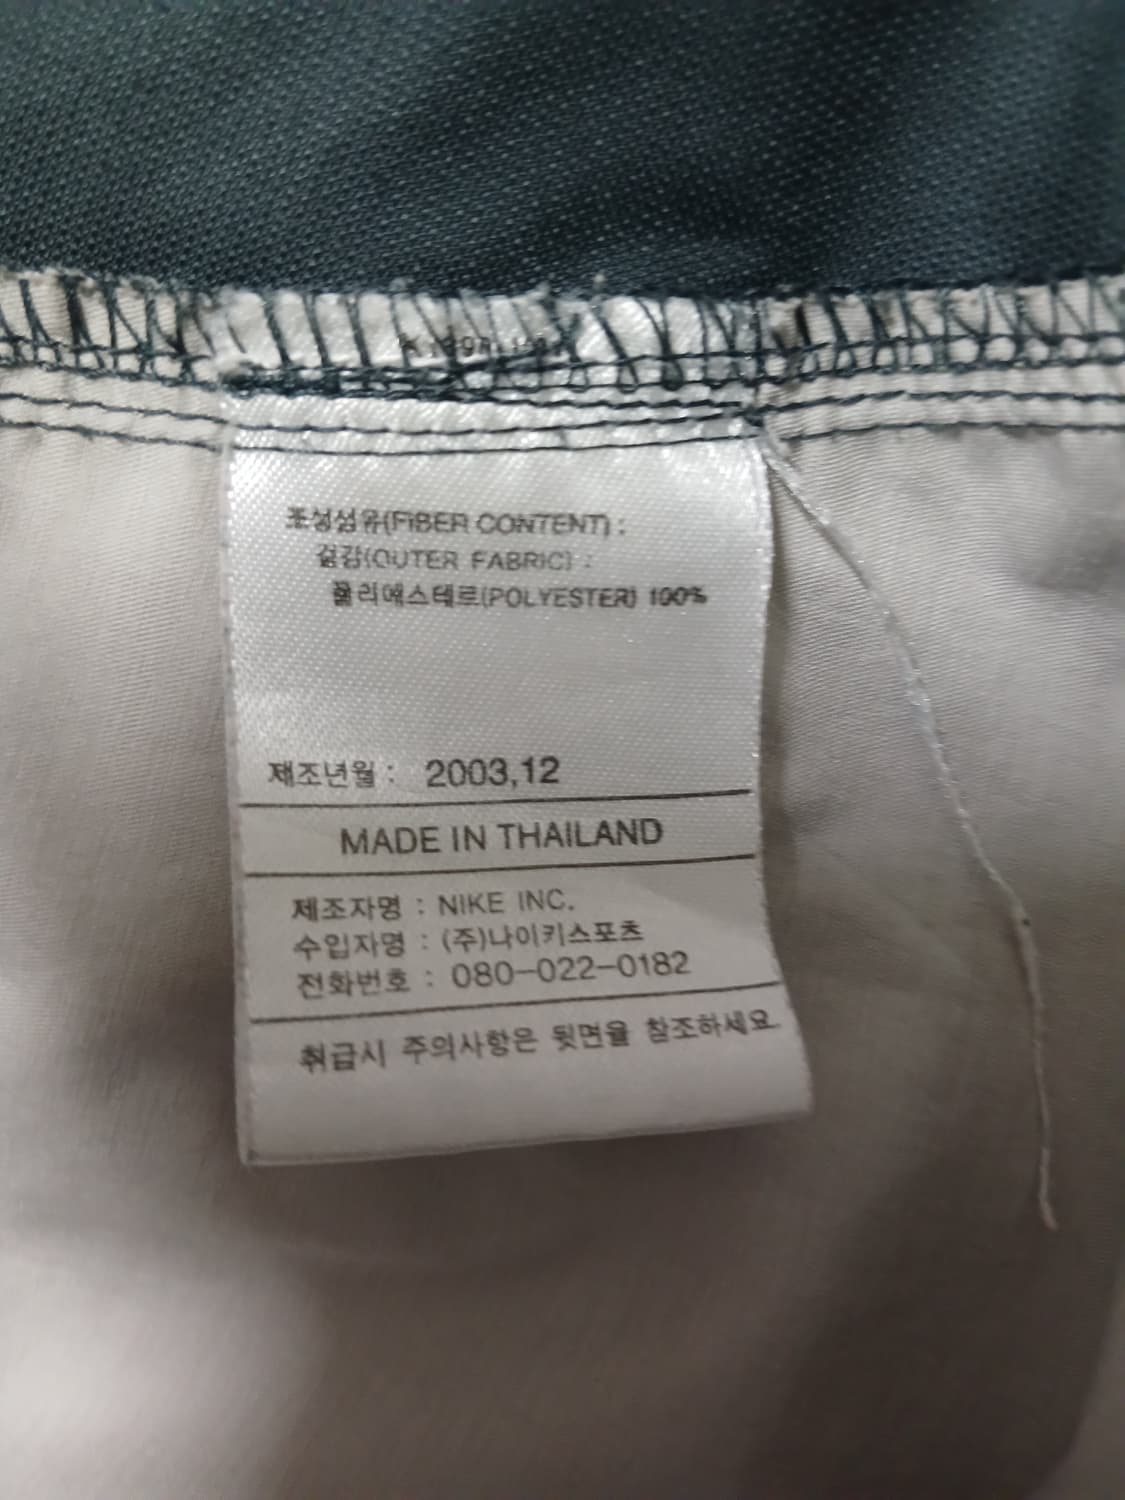 조성섬유(FIBER CONTENT) :
겉감(OUTER FABRIC) :
폴리에스테르(POLYESTER) 100%
제조년월 : 2003,12
MADE IN THAILAND
제조자명 : NIKE INC.
수입자명 : (주)나이키스포츠
전화번호 : 080-022-0182
취급시 주의사항은 뒷면을 참조하세요.